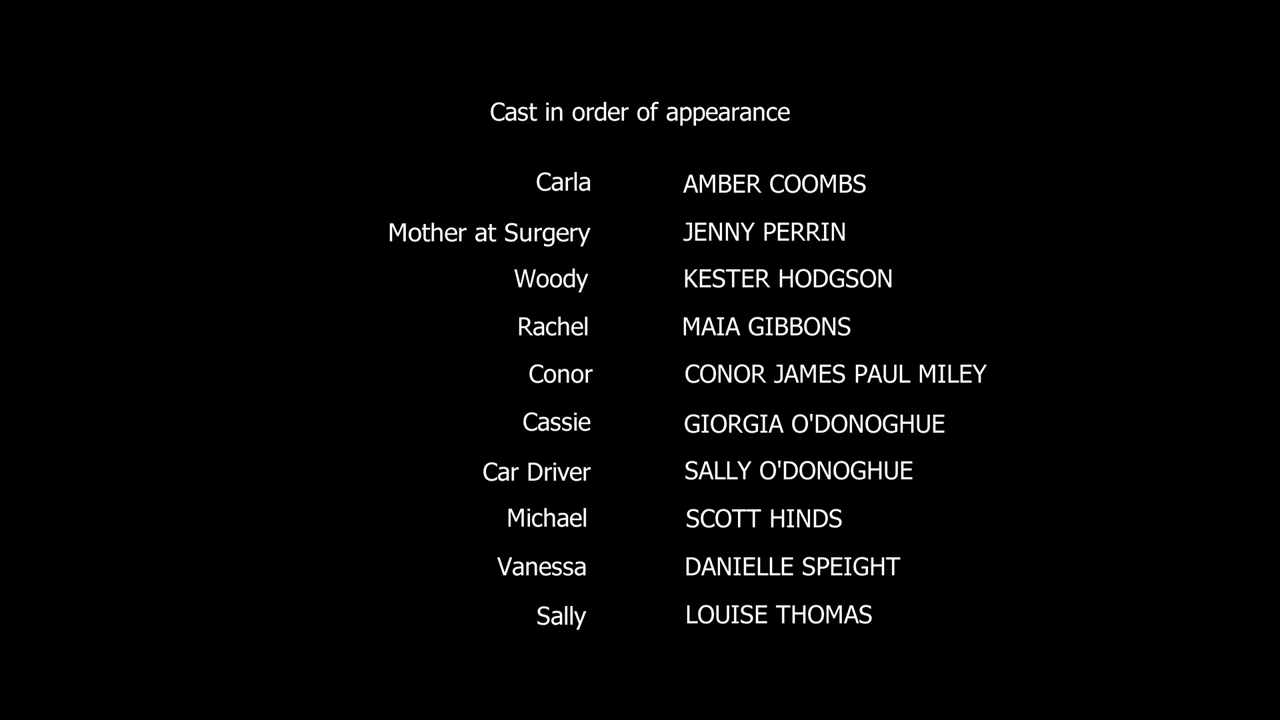 Cast in order of appearance
Carla AMBER COOMBS
Mother at Surgery JENNY PERRIN
Woody KESTER HODGSON
Rachel MAIA GIBBONS
Conor CONOR JAMES PAUL MILEY
Cassie GIORGIA O'DONOGHUE
Car Driver SALLY O'DONOGHUE
Michael SCOTT HINDS
Vanessa DANIELLE SPEIGHT
Sally LOUISE THOMAS